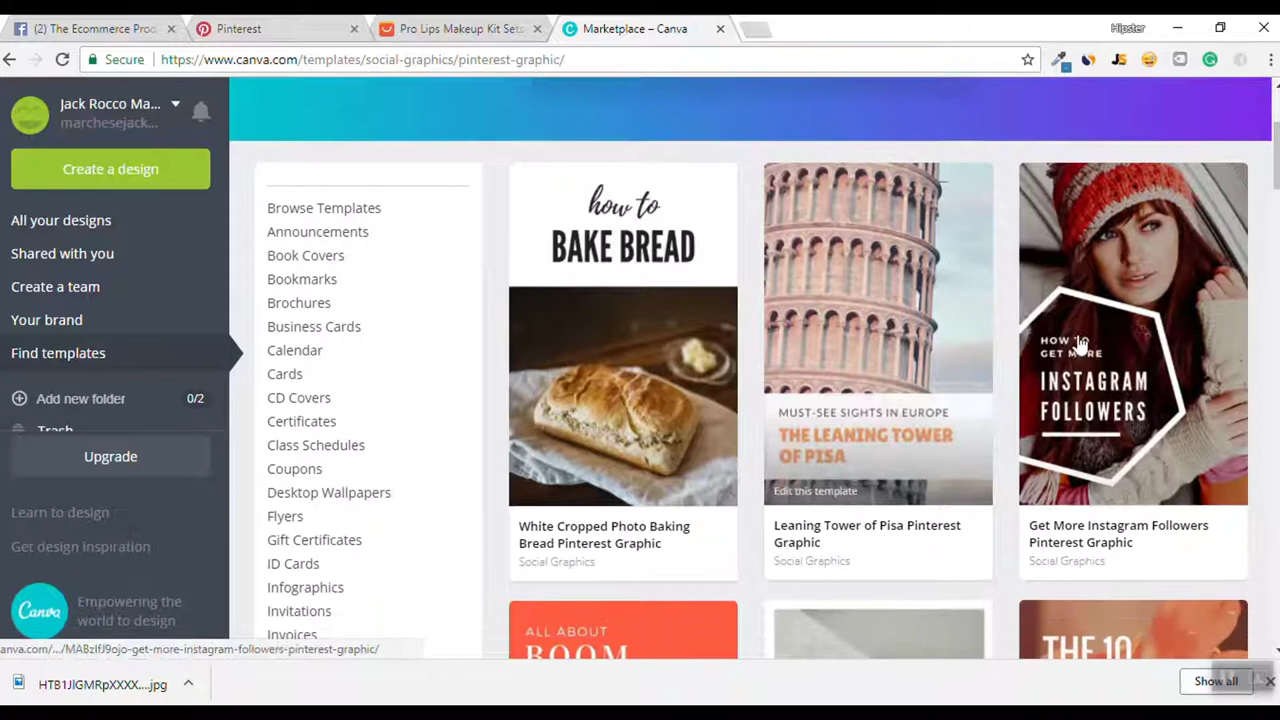 (2) The Ecommerce Prod
Pinterest
Pro Lips Makeup Kit Sets
Marketplace – Canva
Hipster
Secure
https://www.canva.com/templates/social-graphics/pinterest-graphic/
Jack Rocco Ma...
marchesejack...
Create a design
All your designs
Shared with you
Create a team
Your brand
Find templates
Add new folder 0/2
Trash
Upgrade
Learn to design
Get design inspiration
Canva
Empowering the
world to design
Browse Templates
Announcements
Book Covers
Bookmarks
Brochures
Business Cards
Calendar
Cards
CD Covers
Certificates
Class Schedules
Coupons
Desktop Wallpapers
Flyers
Gift Certificates
ID Cards
Infographics
Invitations
Invoices
how to
BAKE BREAD
White Cropped Photo Baking
Bread Pinterest Graphic
Social Graphics
MUST-SEE SIGHTS IN EUROPE
THE LEANING TOWER
OF PISA
Edit this template
Leaning Tower of Pisa Pinterest
Graphic
Social Graphics
HOW TO
GET MORE
INSTAGRAM
FOLLOWERS
Get More Instagram Followers
Pinterest Graphic
Social Graphics
ALL ABOUT
ROOM
THE 10
canva.com/.../MABzIfJ9ojo-get-more-instagram-followers-pinterest-graphic/
HTB1JlGMRpXXXX....jpg
Show all